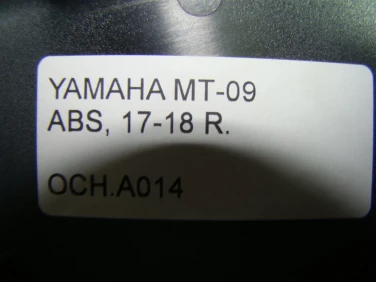 YAMAHA MT-09
ABS, 17-18 R.
OCH.A014